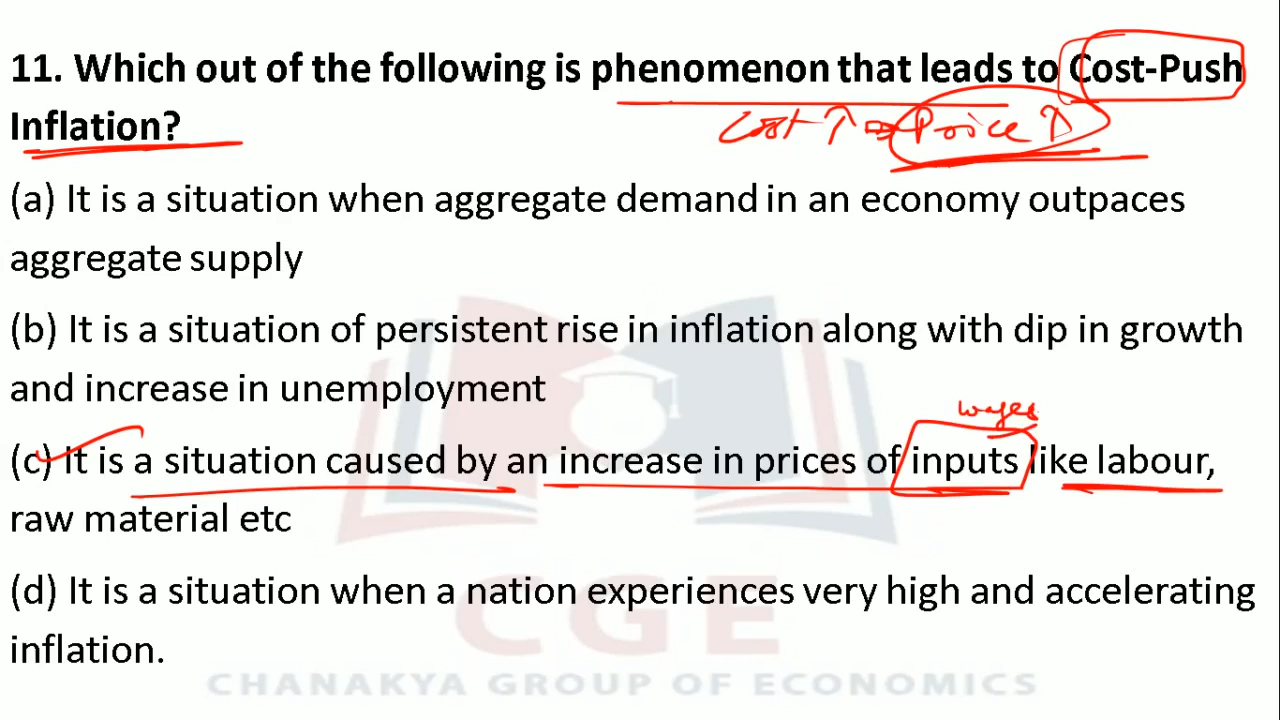 11. Which out of the following is phenomenon that leads to Cost-Push
Inflation?
Cost ↑ ⇒ Price ↑
(a) It is a situation when aggregate demand in an economy outpaces
aggregate supply
(b) It is a situation of persistent rise in inflation along with dip in growth
and increase in unemployment
wages
(c) It is a situation caused by an increase in prices of inputs like labour,
raw material etc
(d) It is a situation when a nation experiences very high and accelerating
inflation.
CGE
CHANAKYA GROUP OF ECONOMICS